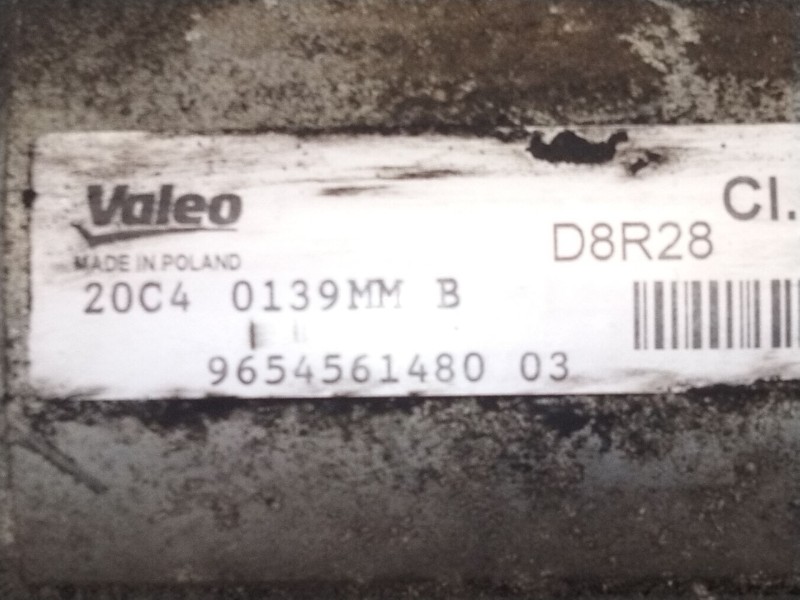 Valeo
MADE IN POLAND
Cl.
D8R28
20C4 0139MM B
9654561480 03